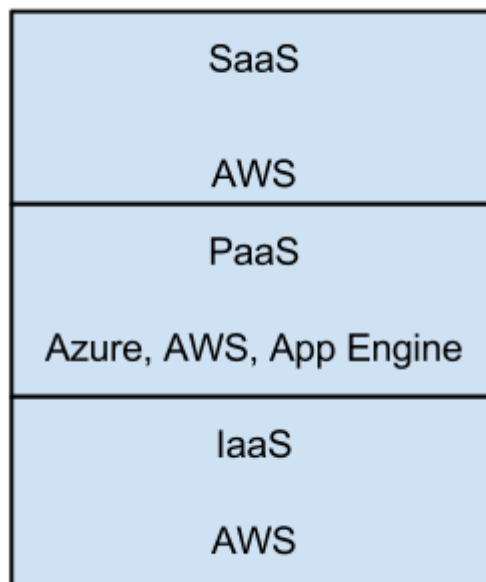 SaaS
AWS
PaaS
Azure, AWS, App Engine
IaaS
AWS